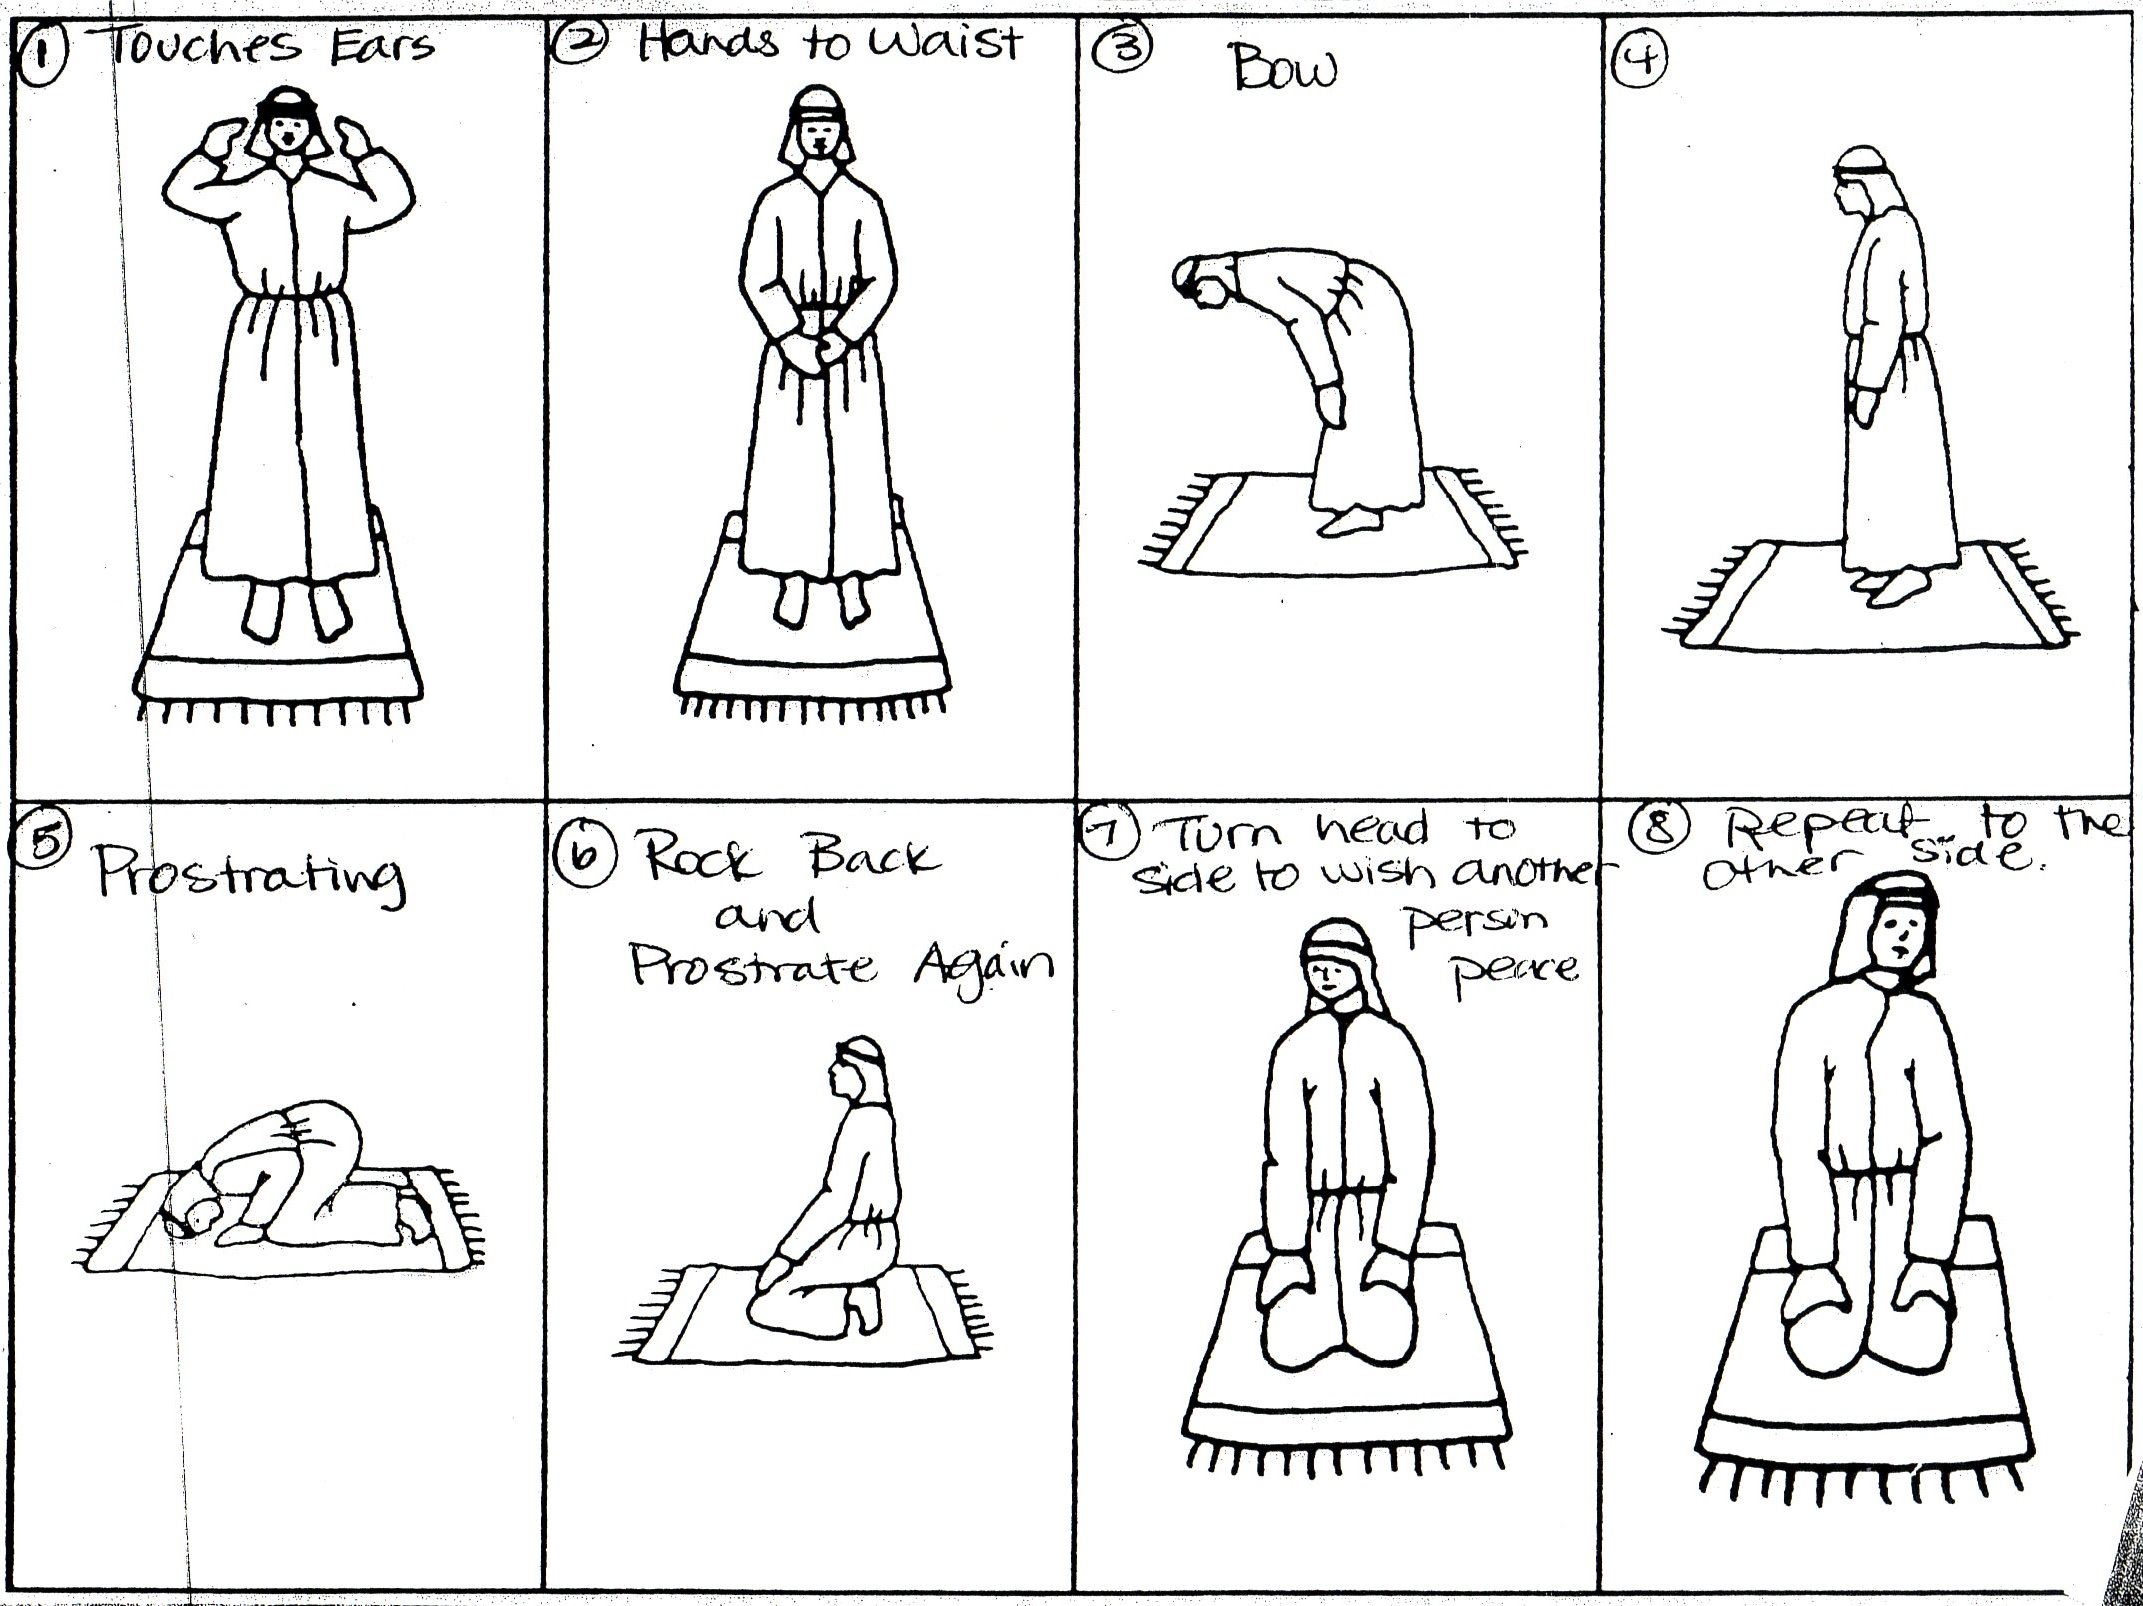 ① Touches Ears
② Hands to Waist
③ Bow
④
⑤ Prostrating
⑥ Rock Back
and
Prostrate Again
⑦ Turn head to
side to wish another
person
peace
⑧ Repeat to the
other side.